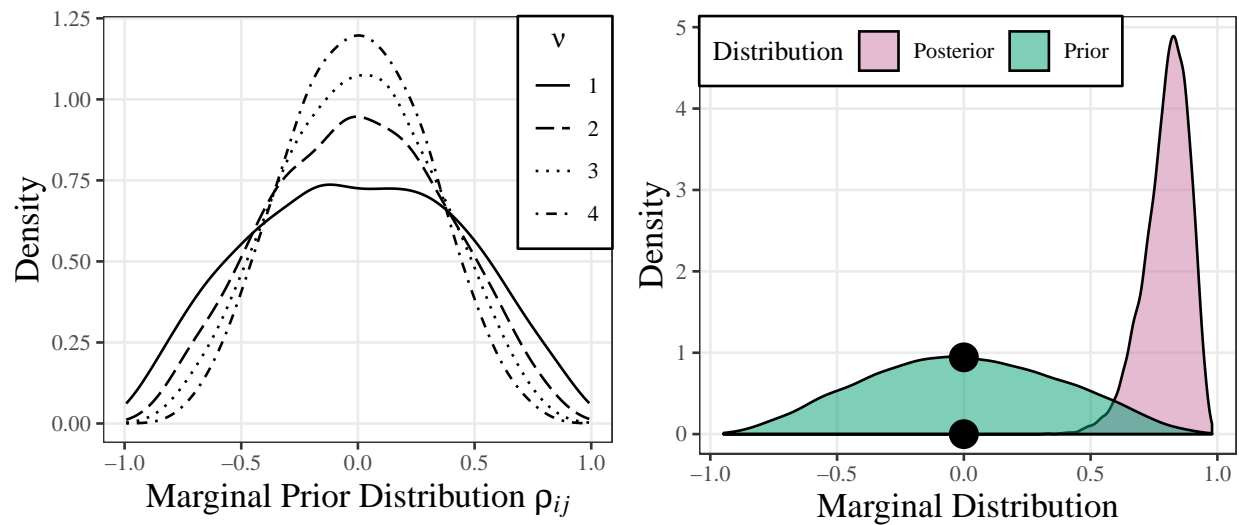 1.25
1.00
0.75
0.50
0.25
0.00
Density
−1.0 −0.5 0.0 0.5 1.0
Marginal Prior Distribution ρij
ν
1
2
3
4
5
4
3
2
1
0
Density
−1.0 −0.5 0.0 0.5 1.0
Marginal Distribution
Distribution Posterior Prior